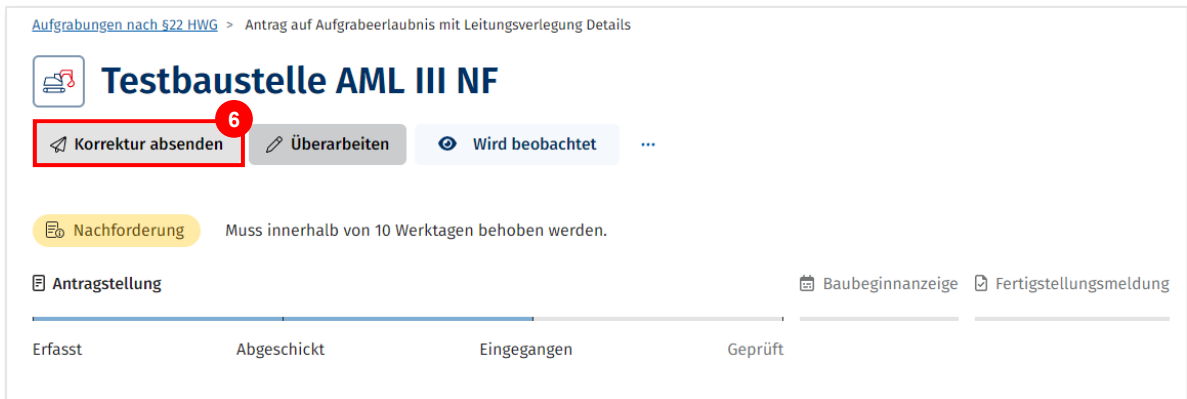 Aufgrabungen nach §22 HWG > Antrag auf Aufgrabeerlaubnis mit Leitungsverlegung Details
Testbaustelle AML III NF
6
Korrektur absenden Überarbeiten Wird beobachtet ...
Nachforderung Muss innerhalb von 10 Werktagen behoben werden.
Antragstellung Baubeginnanzeige Fertigstellungsmeldung
Erfasst Abgeschickt Eingegangen Geprüft